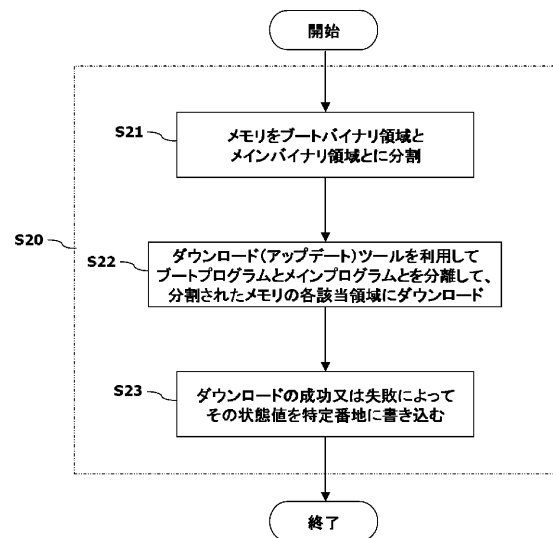 開始
S21
メモリをブートバイナリ領域と
メインバイナリ領域とに分割
S20
S22
ダウンロード(アップデート)ツールを利用して
ブートプログラムとメインプログラムとを分離して、
分割されたメモリの各該当領域にダウンロード
S23
ダウンロードの成功又は失敗によって
その状態値を特定番地に書き込む
終了